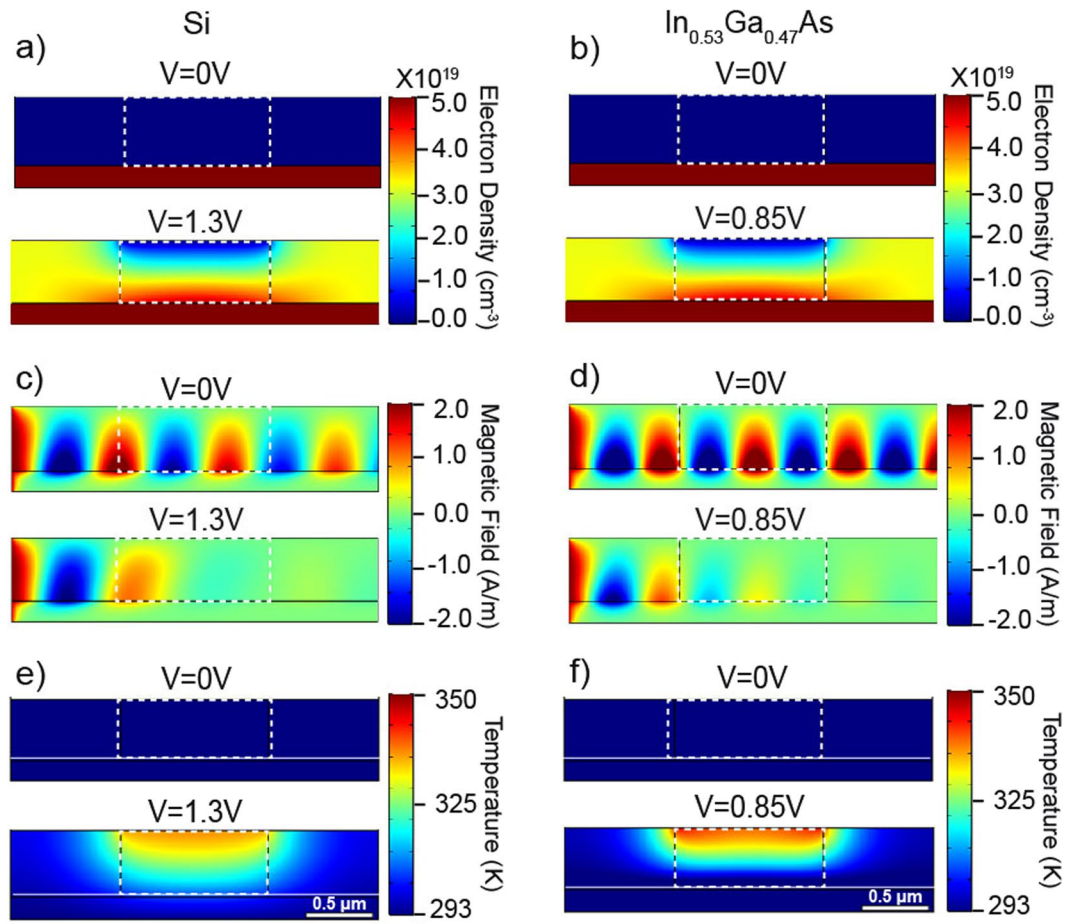 Si
In0.53Ga0.47As
a)
V=0V
X10^19
5.0
4.0
3.0
2.0
1.0
0.0
Electron Density (cm-3)
V=1.3V
b)
V=0V
X10^19
5.0
4.0
3.0
2.0
1.0
0.0
Electron Density (cm-3)
V=0.85V
c)
V=0V
2.0
1.0
0.0
-1.0
-2.0
Magnetic Field (A/m)
V=1.3V
d)
V=0V
2.0
1.0
0.0
-1.0
-2.0
Magnetic Field (A/m)
V=0.85V
e)
V=0V
350
325
293
Temperature (K)
V=1.3V
0.5 µm
f)
V=0V
350
325
293
Temperature (K)
V=0.85V
0.5 µm